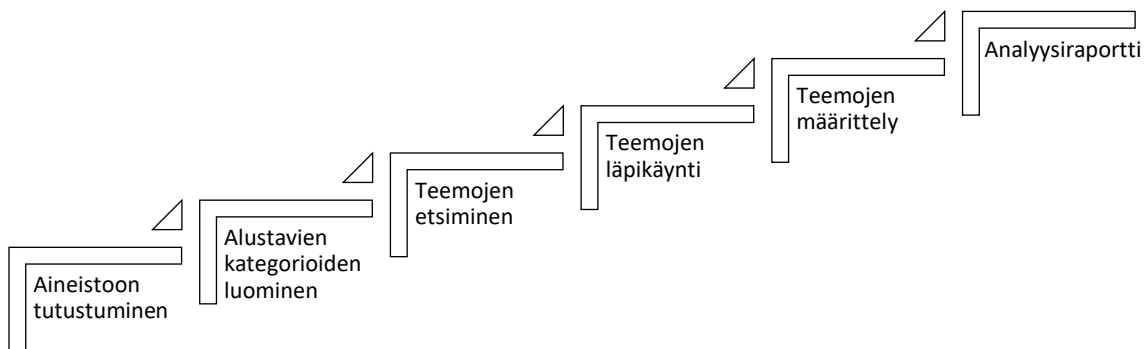 Aineistoon
tutustuminen
Alustavien
kategorioiden
luominen
Teemojen
etsiminen
Teemojen
läpikäynti
Teemojen
määrittely
Analyysiraportti